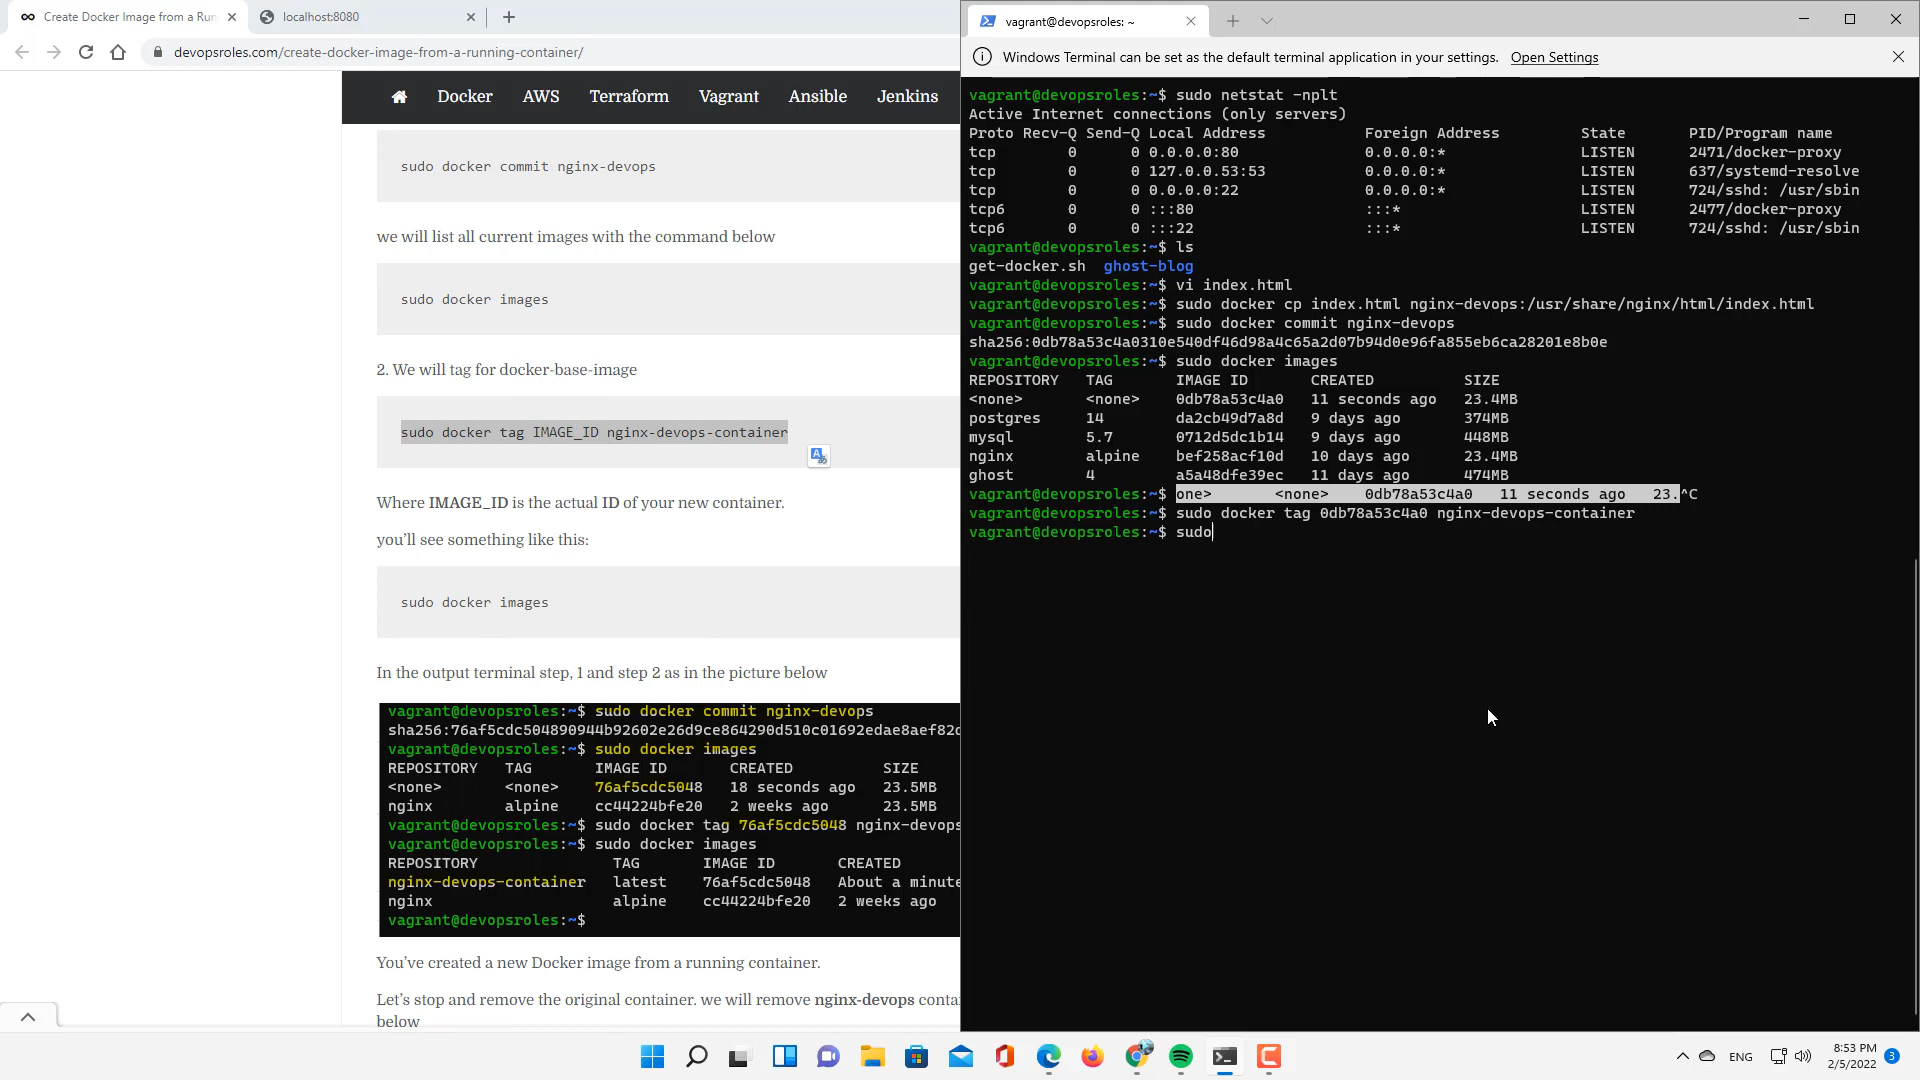 Create Docker Image from a Run
localhost:8080
devopsroles.com/create-docker-image-from-a-running-container/
Docker AWS Terraform Vagrant Ansible Jenkins
sudo docker commit nginx-devops
we will list all current images with the command below
sudo docker images
2. We will tag for docker-base-image
sudo docker tag IMAGE_ID nginx-devops-container
Where IMAGE_ID is the actual ID of your new container.
you'll see something like this:
sudo docker images
In the output terminal step, 1 and step 2 as in the picture below
vagrant@devopsroles:~$ sudo docker commit nginx-devops
sha256:76af5cdc504890944b92602e26d9ce864290d510c01692edae8aef82d
vagrant@devopsroles:~$ sudo docker images
REPOSITORY TAG IMAGE ID CREATED SIZE
<none> <none> 76af5cdc5048 18 seconds ago 23.5MB
nginx alpine cc44224bfe20 2 weeks ago 23.5MB
vagrant@devopsroles:~$ sudo docker tag 76af5cdc5048 nginx-devops
vagrant@devopsroles:~$ sudo docker images
REPOSITORY TAG IMAGE ID CREATED
nginx-devops-container latest 76af5cdc5048 About a minute
nginx alpine cc44224bfe20 2 weeks ago
vagrant@devopsroles:~$
You've created a new Docker image from a running container.
Let's stop and remove the original container. we will remove nginx-devops conta
below
vagrant@devopsroles: ~
Windows Terminal can be set as the default terminal application in your settings. Open Settings
vagrant@devopsroles:~$ sudo netstat -nplt
Active Internet connections (only servers)
Proto Recv-Q Send-Q Local Address Foreign Address State PID/Program name
tcp 0 0 0.0.0.0:80 0.0.0.0:* LISTEN 2471/docker-proxy
tcp 0 0 127.0.0.53:53 0.0.0.0:* LISTEN 637/systemd-resolve
tcp 0 0 0.0.0.0:22 0.0.0.0:* LISTEN 724/sshd: /usr/sbin
tcp6 0 0 :::80 :::* LISTEN 2477/docker-proxy
tcp6 0 0 :::22 :::* LISTEN 724/sshd: /usr/sbin
vagrant@devopsroles:~$ ls
get-docker.sh ghost-blog
vagrant@devopsroles:~$ vi index.html
vagrant@devopsroles:~$ sudo docker cp index.html nginx-devops:/usr/share/nginx/html/index.html
vagrant@devopsroles:~$ sudo docker commit nginx-devops
sha256:0db78a53c4a0310e540df46d98a4c65a2d07b94d0e96fa855eb6ca28201e8b0e
vagrant@devopsroles:~$ sudo docker images
REPOSITORY TAG IMAGE ID CREATED SIZE
<none> <none> 0db78a53c4a0 11 seconds ago 23.4MB
postgres 14 da2cb49d7a8d 9 days ago 374MB
mysql 5.7 0712d5dc1b14 9 days ago 448MB
nginx alpine bef258acf10d 10 days ago 23.4MB
ghost 4 a5a48dfe39ec 11 days ago 474MB
vagrant@devopsroles:~$ one> <none> 0db78a53c4a0 11 seconds ago 23.^C
vagrant@devopsroles:~$ sudo docker tag 0db78a53c4a0 nginx-devops-container
vagrant@devopsroles:~$ sudo
ENG
8:53 PM
2/5/2022
3